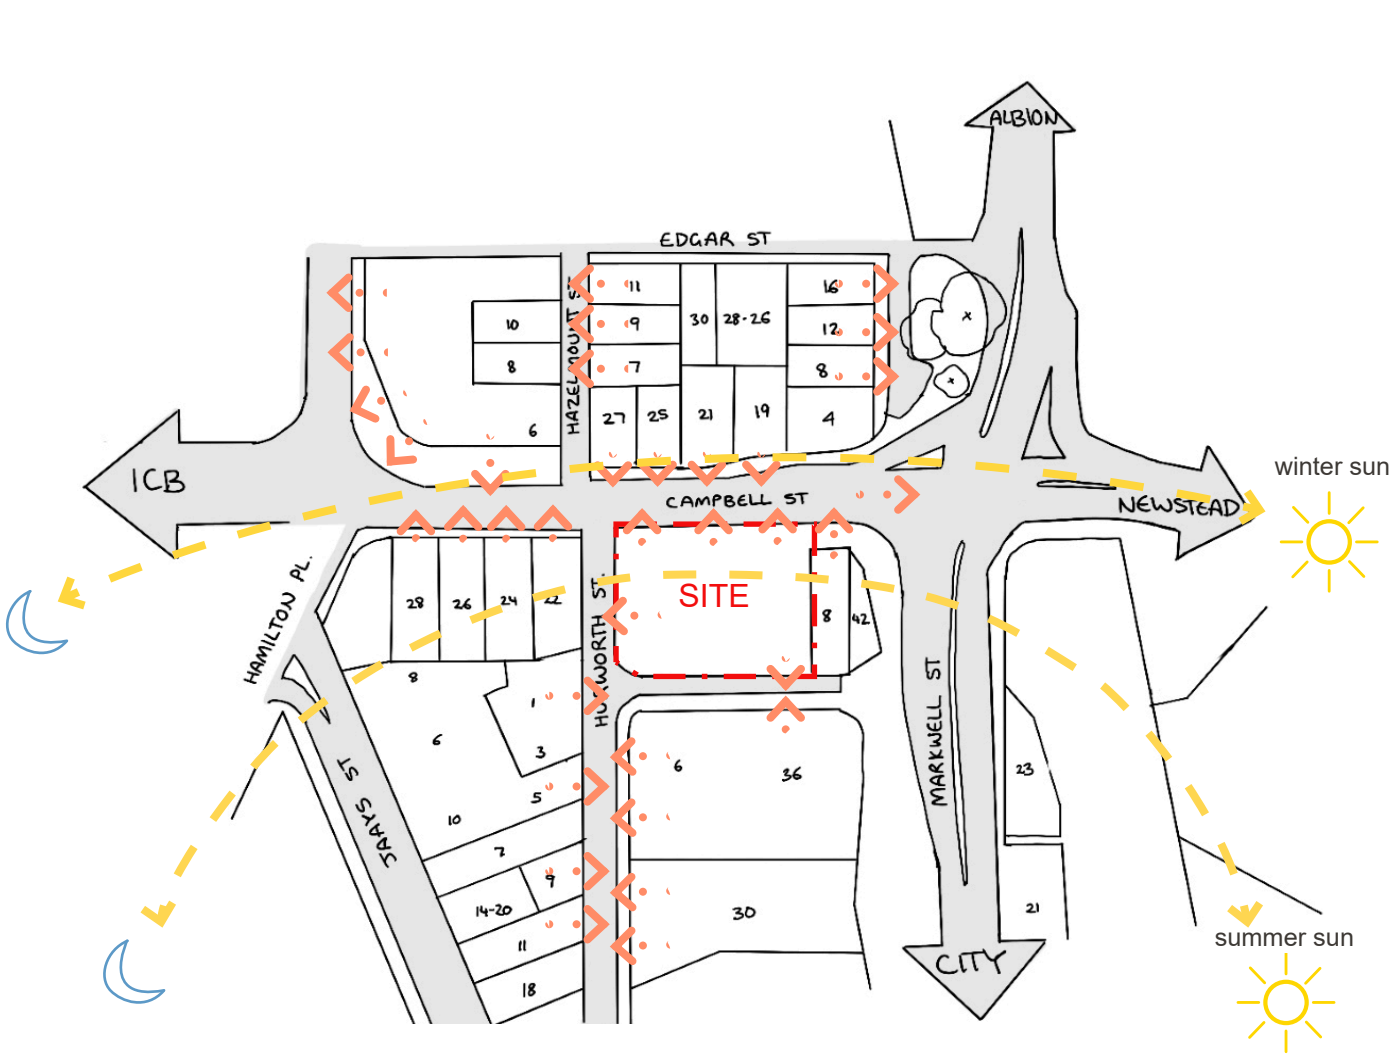 ALBION
EDGAR ST
HAZELMOUNT ST
11
16
10
9
30
28-26
12
8
7
8
27
25
21
19
4
6
winter sun
ICB
CAMPBELL ST
NEWSTEAD
HAMILTON PL.
28
26
24
22
HUGWORTH ST.
SITE
8
42
8
1
MARKWELL ST
6
3
6
36
23
JAAYS ST
5
10
7
9
14-20
30
21
11
18
CITY
summer sun